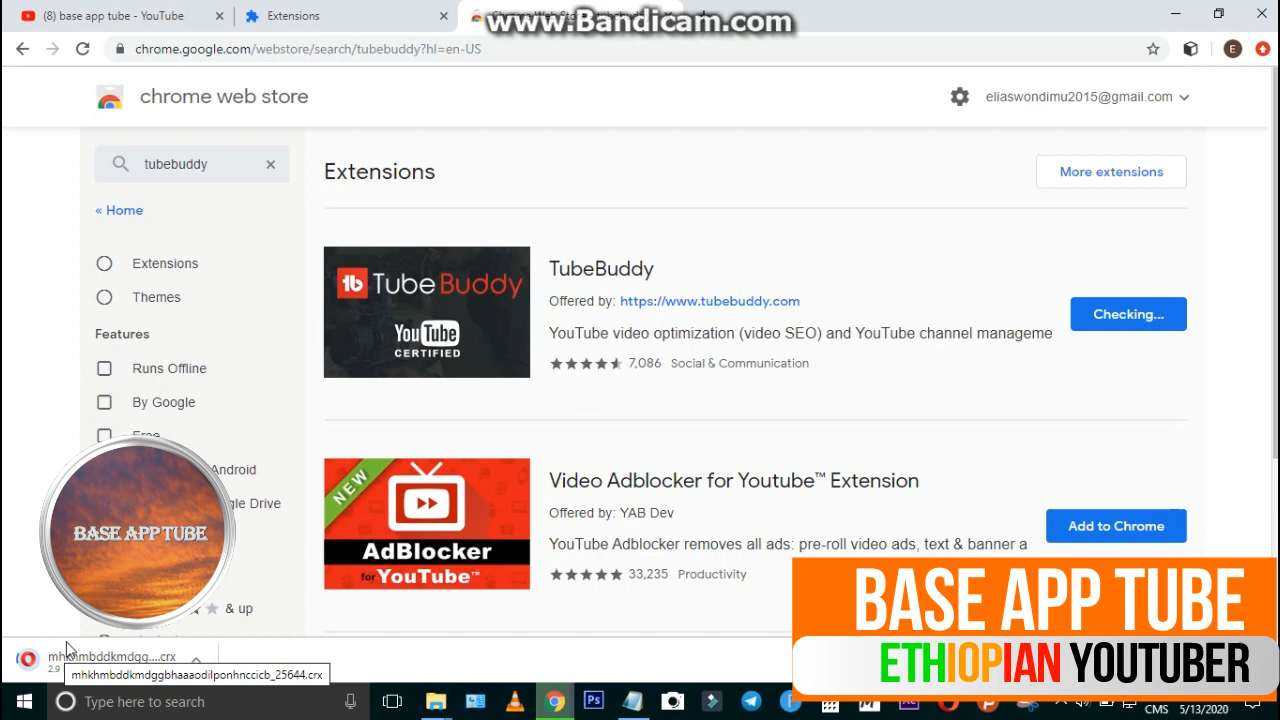 (8) base app tube - YouTube
Extensions
www.Bandicam.com
chrome.google.com/webstore/search/tubebuddy?hl=en-US
E
chrome web store
eliaswondimu2015@gmail.com
tubebuddy
Extensions
More extensions
« Home
Extensions
Themes
Features
Runs Offline
By Google
Free
Android
gle Drive
& up
TubeBuddy
YouTube
CERTIFIED
TubeBuddy
Offered by: https://www.tubebuddy.com
YouTube video optimization (video SEO) and YouTube channel manageme
7,086 Social & Communication
Checking...
NEW
AdBlocker
for YouTube™
Video Adblocker for Youtube™ Extension
Offered by: YAB Dev
YouTube Adblocker removes all ads: pre-roll video ads, text & banner a
33,235 Productivity
Add to Chrome
BASE APP TUBE
BASE APP TUBE
ETHIOPIAN YOUTUBER
mhkhmbddkmdgg....crx
2.9
mhkhmbddkmdggbhaaaodilponhnccicb_25644.crx
Type here to search
Ps
CMS
5/13/2020